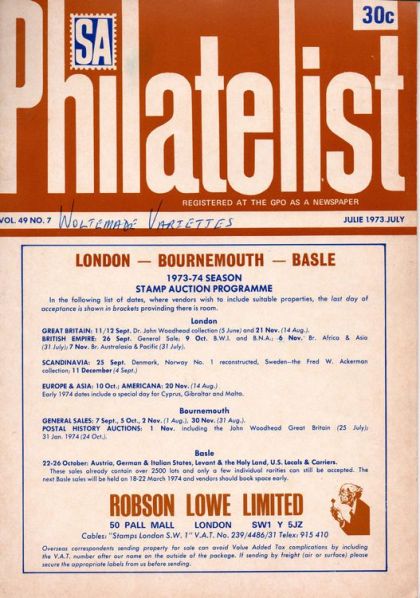 30c
SA
Philatelist
REGISTERED AT THE GPO AS A NEWSPAPER
VOL. 49 NO. 7 WOLTEMADE VARIETTES JULIE 1973 JULY
LONDON — BOURNEMOUTH — BASLE
1973-74 SEASON
STAMP AUCTION PROGRAMME
In the following list of dates, where vendors wish to include suitable properties, the last day of
acceptance is shown in brackets provinding there is room.
London
GREAT BRITAIN: 11/12 Sept. Dr. John Woodhead collection (5 June) and 21 Nov. (14 Aug.).
BRITISH EMPIRE: 26 Sept. General Sale; 9 Oct. B.W.I. and B.N.A.; 6 Nov. Br. Africa & Asia
(31 July); 7 Nov. Br. Australasia & Pacific (31 July).
SCANDINAVIA: 25 Sept. Denmark, Norway No. 1 reconstructed, Sweden—the Fred W. Ackerman
collection; 11 December (4 Sept.)
EUROPE & ASIA: 10 Oct.; AMERICANA: 20 Nov. (14 Aug.)
Early 1974 dates include a special day for Cyprus, Gibraltar and Malta.
Bournemouth
GENERAL SALES: 7 Sept., 5 Oct., 2 Nov. (1 Aug.), 30 Nov. (31 Aug.).
POSTAL HISTORY AUCTIONS: 1 Nov. including the John Woodhead Great Britain (25 July);
31 Jan. 1974 (24 Oct.).
Basle
22-26 October: Austria, German & Italian States, Levant & the Holy Land, U.S. Locals & Carriers.
These sales already contain over 2500 lots and only a few individual rarities can still be accepted. The
next Basle sales will be held on 18-22 March 1974 and vendors should book space early.
ROBSON LOWE LIMITED
50 PALL MALL LONDON SW1 Y 5JZ
Cables: "Stamps London S.W. 1" V.A.T. No. 239/4486/31 Telex: 915 410
Overseas correspondents sending property for sale can avoid Value Added Tax complications by including
the V.A.T. number after our name on the outside of the package. If sending by freight (air or surface) please
secure the appropriate labels from us before sending.